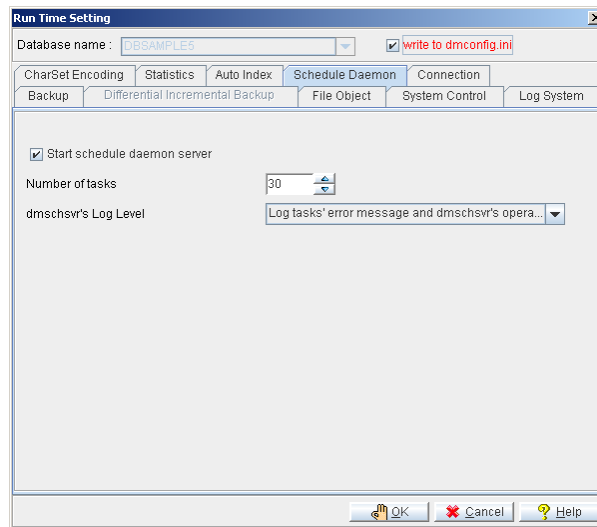 Run Time Setting
Database name : DBSAMPLE5 write to dmconfig.ini
CharSet Encoding Statistics Auto Index Schedule Daemon Connection
Backup Differential Incremental Backup File Object System Control Log System
Start schedule daemon server
Number of tasks 30
dmschsvr's Log Level Log tasks' error message and dmschsvr's opera...
OK Cancel Help